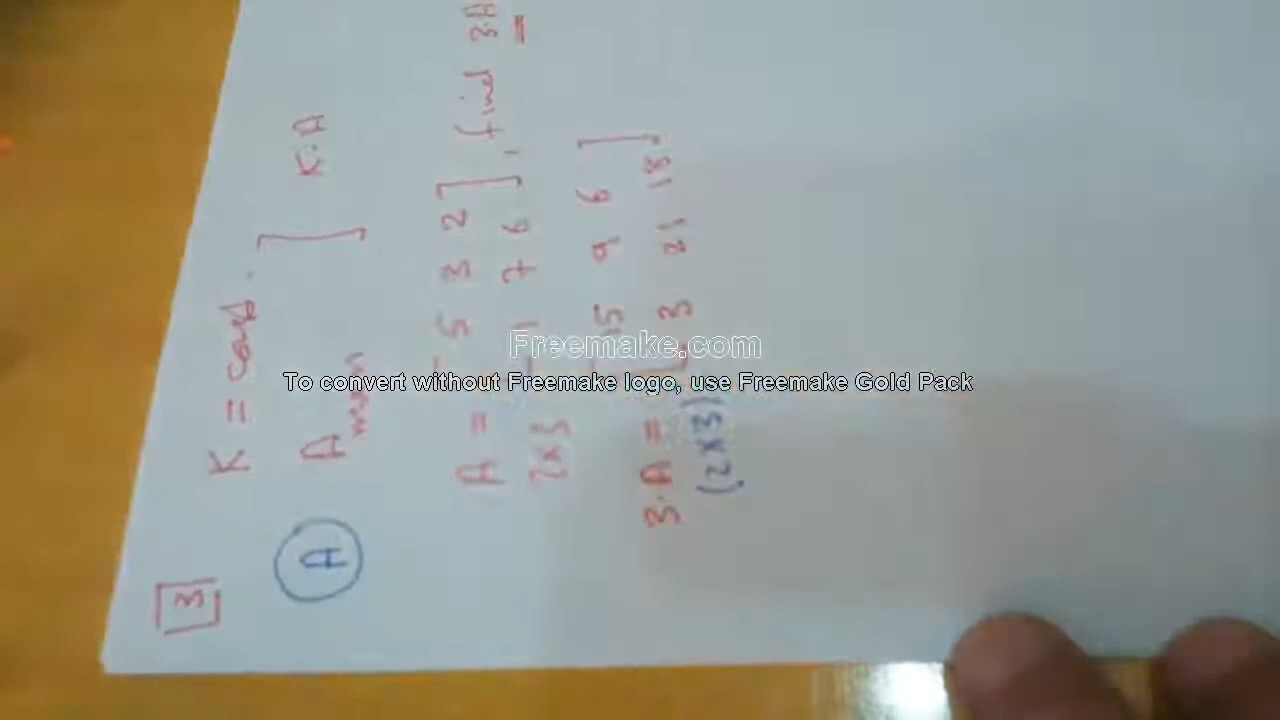 3
K = const.
A m×n ] K·A
A
A = [ 5 3 2 ], find 3·A
1 7 6
2×3
15 9 6
3·A = [ 3 21 18 ]
(2×3)
Freemake.com
To convert without Freemake logo, use Freemake Gold Pack